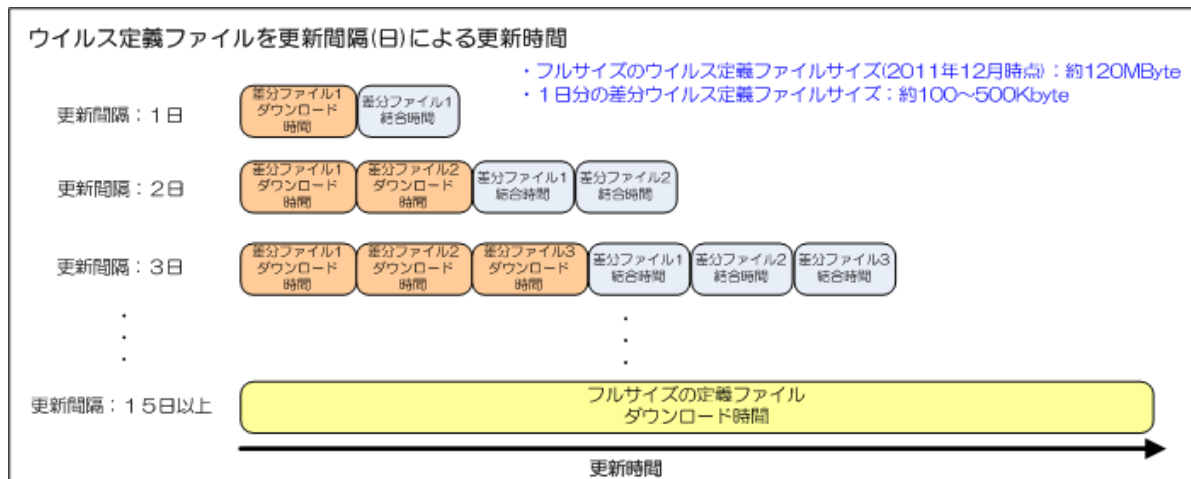 ウイルス定義ファイルを更新間隔(日)による更新時間
・フルサイズのウイルス定義ファイルサイズ(2011年12月時点)：約120MByte
・１日分の差分ウイルス定義ファイルサイズ：約100～500Kbyte
更新間隔：１日
差分ファイル1
ダウンロード
時間
差分ファイル1
結合時間
更新間隔：２日
差分ファイル1
ダウンロード
時間
差分ファイル2
ダウンロード
時間
差分ファイル1
結合時間
差分ファイル2
結合時間
更新間隔：３日
差分ファイル1
ダウンロード
時間
差分ファイル2
ダウンロード
時間
差分ファイル3
ダウンロード
時間
差分ファイル1
結合時間
差分ファイル2
結合時間
差分ファイル3
結合時間
更新間隔：１５日以上
フルサイズの定義ファイル
ダウンロード時間
更新時間